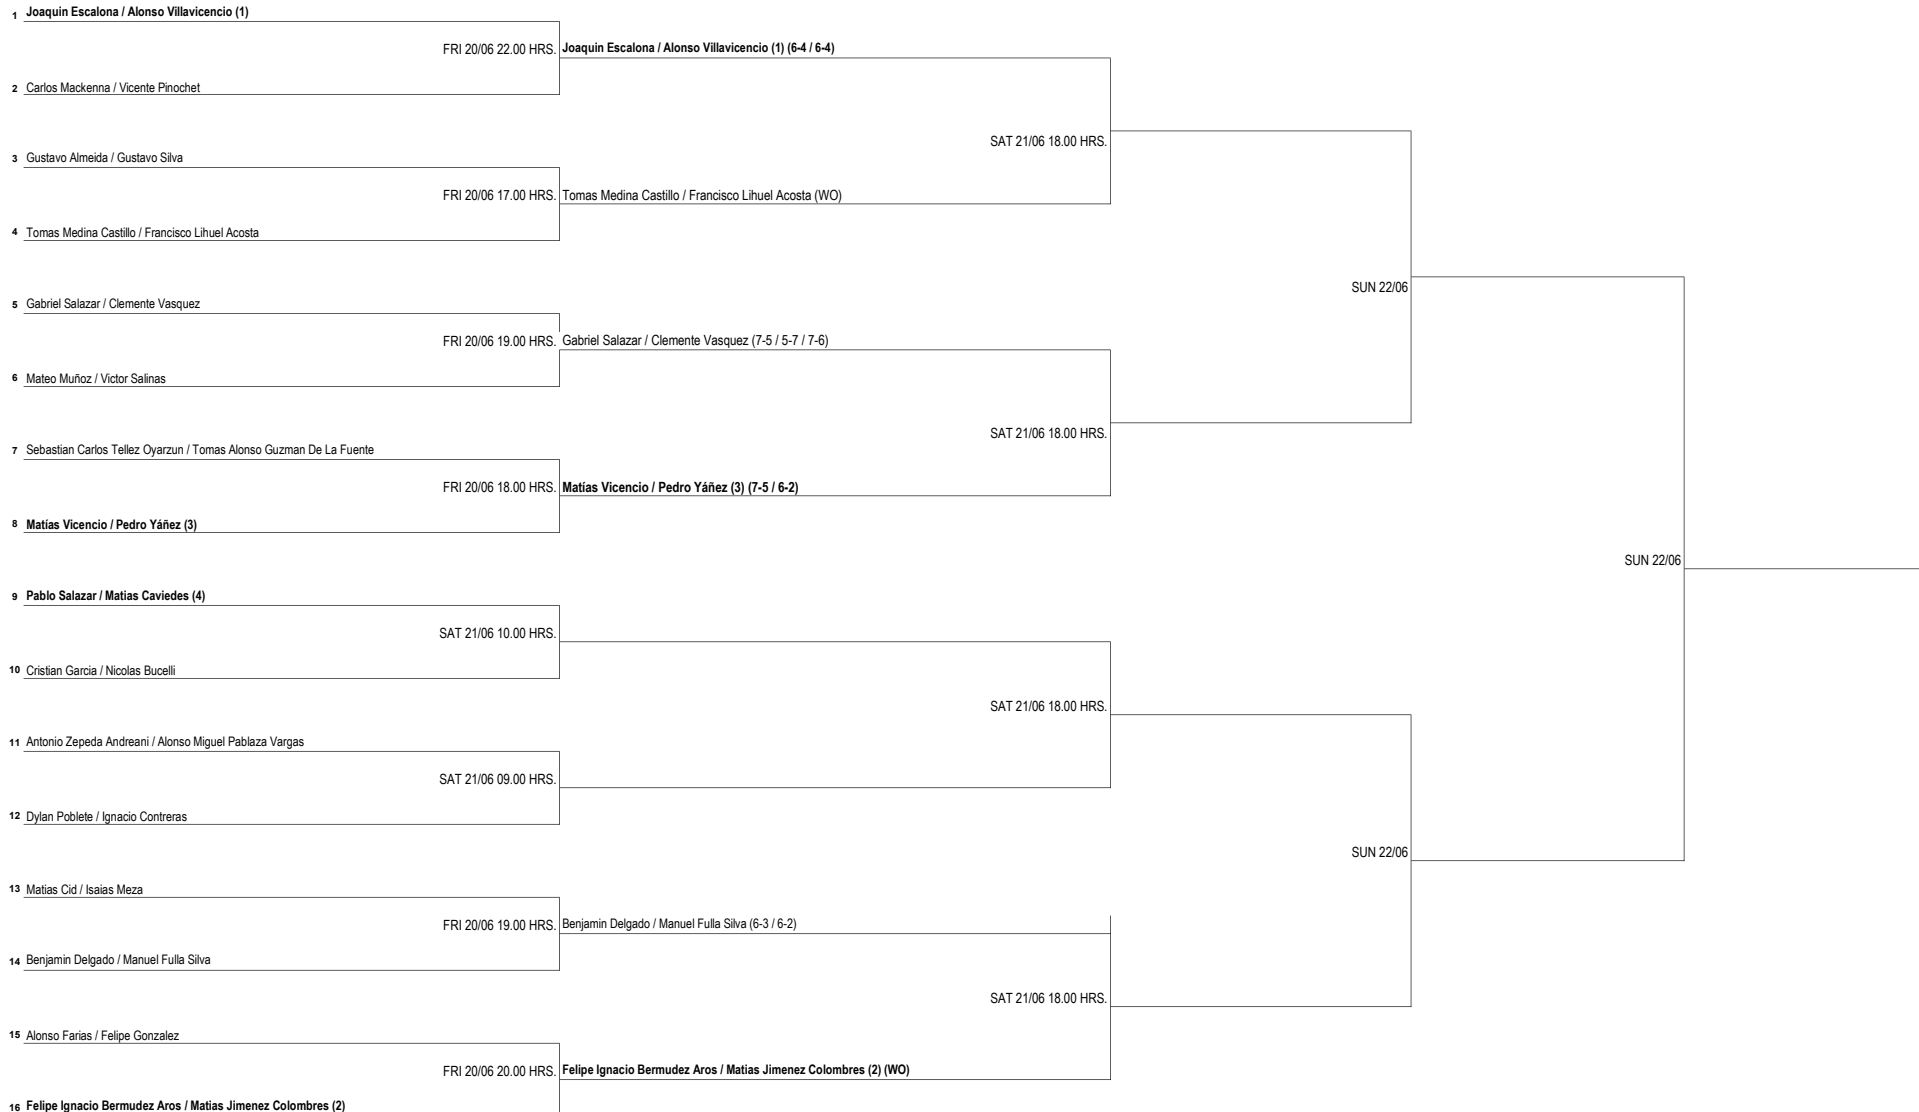 1 Joaquin Escalona / Alonso Villavicencio (1)
FRI 20/06 22.00 HRS. Joaquin Escalona / Alonso Villavicencio (1) (6-4 / 6-4)
2 Carlos Mackenna / Vicente Pinochet
SAT 21/06 18.00 HRS.
3 Gustavo Almeida / Gustavo Silva
FRI 20/06 17.00 HRS. Tomas Medina Castillo / Francisco Lihuel Acosta (WO)
4 Tomas Medina Castillo / Francisco Lihuel Acosta
SUN 22/06
5 Gabriel Salazar / Clemente Vasquez
FRI 20/06 19.00 HRS. Gabriel Salazar / Clemente Vasquez (7-5 / 5-7 / 7-6)
6 Mateo Muñoz / Victor Salinas
SAT 21/06 18.00 HRS.
7 Sebastian Carlos Tellez Oyarzun / Tomas Alonso Guzman De La Fuente
FRI 20/06 18.00 HRS. Matías Vicencio / Pedro Yáñez (3) (7-5 / 6-2)
8 Matías Vicencio / Pedro Yáñez (3)
SUN 22/06
9 Pablo Salazar / Matias Caviedes (4)
SAT 21/06 10.00 HRS.
10 Cristian Garcia / Nicolas Bucelli
SAT 21/06 18.00 HRS.
11 Antonio Zepeda Andreani / Alonso Miguel Pablaza Vargas
SAT 21/06 09.00 HRS.
12 Dylan Poblete / Ignacio Contreras
SUN 22/06
13 Matias Cid / Isaias Meza
FRI 20/06 19.00 HRS. Benjamin Delgado / Manuel Fulla Silva (6-3 / 6-2)
14 Benjamin Delgado / Manuel Fulla Silva
SAT 21/06 18.00 HRS.
15 Alonso Farias / Felipe Gonzalez
FRI 20/06 20.00 HRS. Felipe Ignacio Bermudez Aros / Matias Jimenez Colombres (2) (WO)
16 Felipe Ignacio Bermudez Aros / Matias Jimenez Colombres (2)